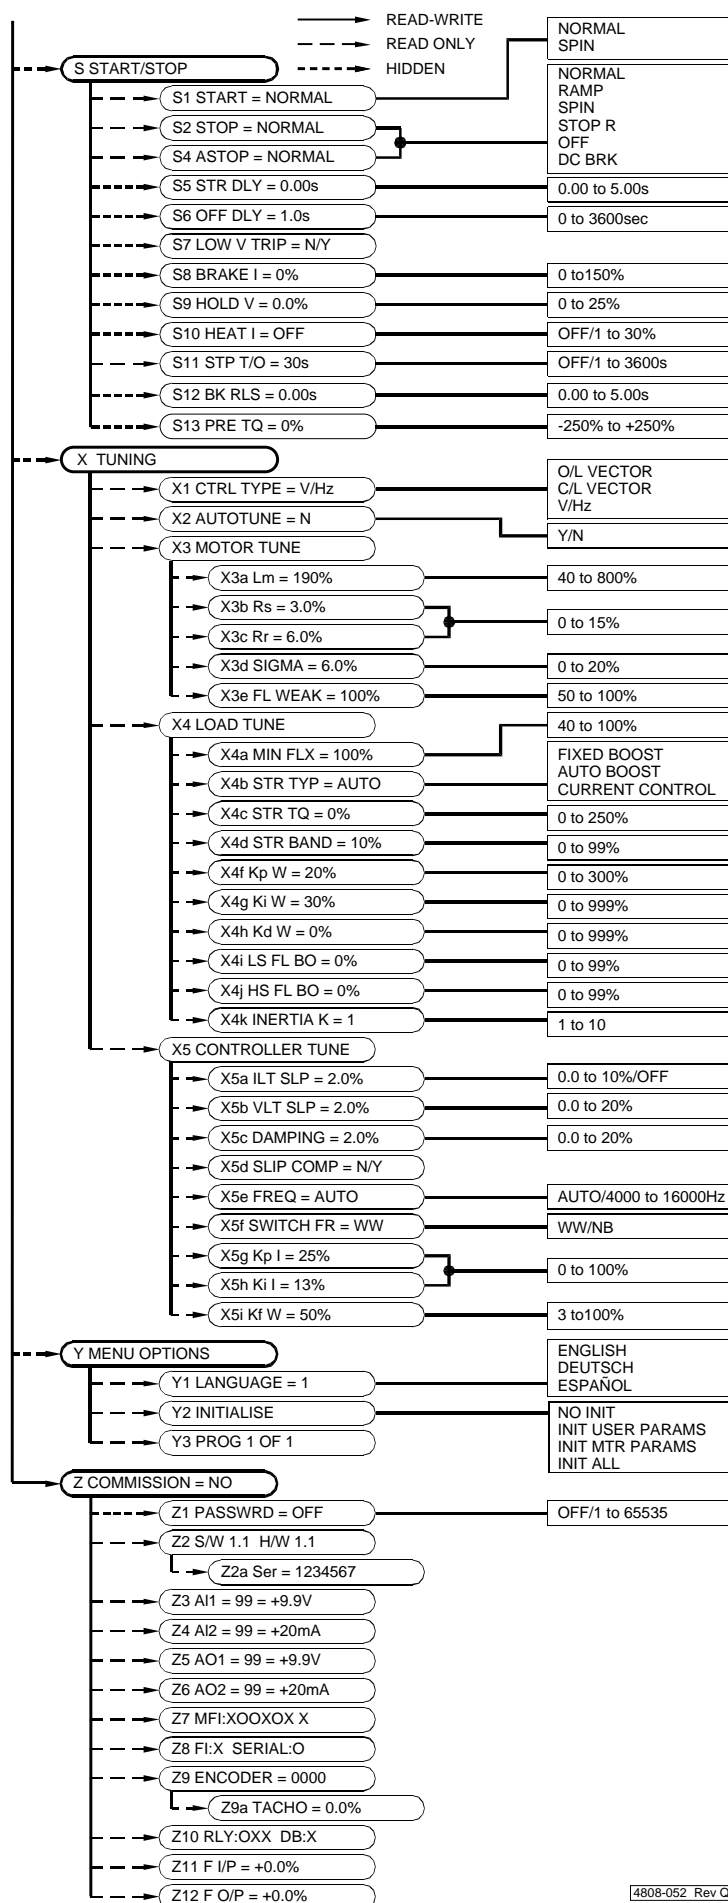 READ-WRITE
READ ONLY
HIDDEN
NORMAL
SPIN
S START/STOP
NORMAL
RAMP
SPIN
STOP R
OFF
DC BRK
S1 START = NORMAL
S2 STOP = NORMAL
S4 ASTOP = NORMAL
S5 STR DLY = 0.00s
0.00 to 5.00s
S6 OFF DLY = 1.0s
0 to 3600sec
S7 LOW V TRIP = N/Y
S8 BRAKE I = 0%
0 to150%
S9 HOLD V = 0.0%
0 to 25%
S10 HEAT I = OFF
OFF/1 to 30%
S11 STP T/O = 30s
OFF/1 to 3600s
S12 BK RLS = 0.00s
0.00 to 5.00s
S13 PRE TQ = 0%
-250% to +250%
X TUNING
X1 CTRL TYPE = V/Hz
O/L VECTOR
C/L VECTOR
V/Hz
X2 AUTOTUNE = N
Y/N
X3 MOTOR TUNE
X3a Lm = 190%
40 to 800%
X3b Rs = 3.0%
X3c Rr = 6.0%
0 to 15%
X3d SIGMA = 6.0%
0 to 20%
X3e FL WEAK = 100%
50 to 100%
X4 LOAD TUNE
40 to 100%
X4a MIN FLX = 100%
X4b STR TYP = AUTO
FIXED BOOST
AUTO BOOST
CURRENT CONTROL
X4c STR TQ = 0%
0 to 250%
X4d STR BAND = 10%
0 to 99%
X4f Kp W = 20%
0 to 300%
X4g Ki W = 30%
0 to 999%
X4h Kd W = 0%
0 to 999%
X4i LS FL BO = 0%
0 to 99%
X4j HS FL BO = 0%
0 to 99%
X4k INERTIA K = 1
1 to 10
X5 CONTROLLER TUNE
X5a ILT SLP = 2.0%
0.0 to 10%/OFF
X5b VLT SLP = 2.0%
0.0 to 20%
X5c DAMPING = 2.0%
0.0 to 20%
X5d SLIP COMP = N/Y
X5e FREQ = AUTO
AUTO/4000 to 16000Hz
X5f SWITCH FR = WW
WW/NB
X5g Kp I = 25%
X5h Ki I = 13%
0 to 100%
X5i Kf W = 50%
3 to100%
Y MENU OPTIONS
Y1 LANGUAGE = 1
ENGLISH
DEUTSCH
ESPAÑOL
Y2 INITIALISE
NO INIT
INIT USER PARAMS
INIT MTR PARAMS
INIT ALL
Y3 PROG 1 OF 1
Z COMMISSION = NO
Z1 PASSWRD = OFF
OFF/1 to 65535
Z2 S/W 1.1 H/W 1.1
Z2a Ser = 1234567
Z3 AI1 = 99 = +9.9V
Z4 AI2 = 99 = +20mA
Z5 AO1 = 99 = +9.9V
Z6 AO2 = 99 = +20mA
Z7 MFI:XOOXOX X
Z8 FI:X SERIAL:O
Z9 ENCODER = 0000
Z9a TACHO = 0.0%
Z10 RLY:OXX DB:X
Z11 F I/P = +0.0%
Z12 F O/P = +0.0%
4808-052 Rev C